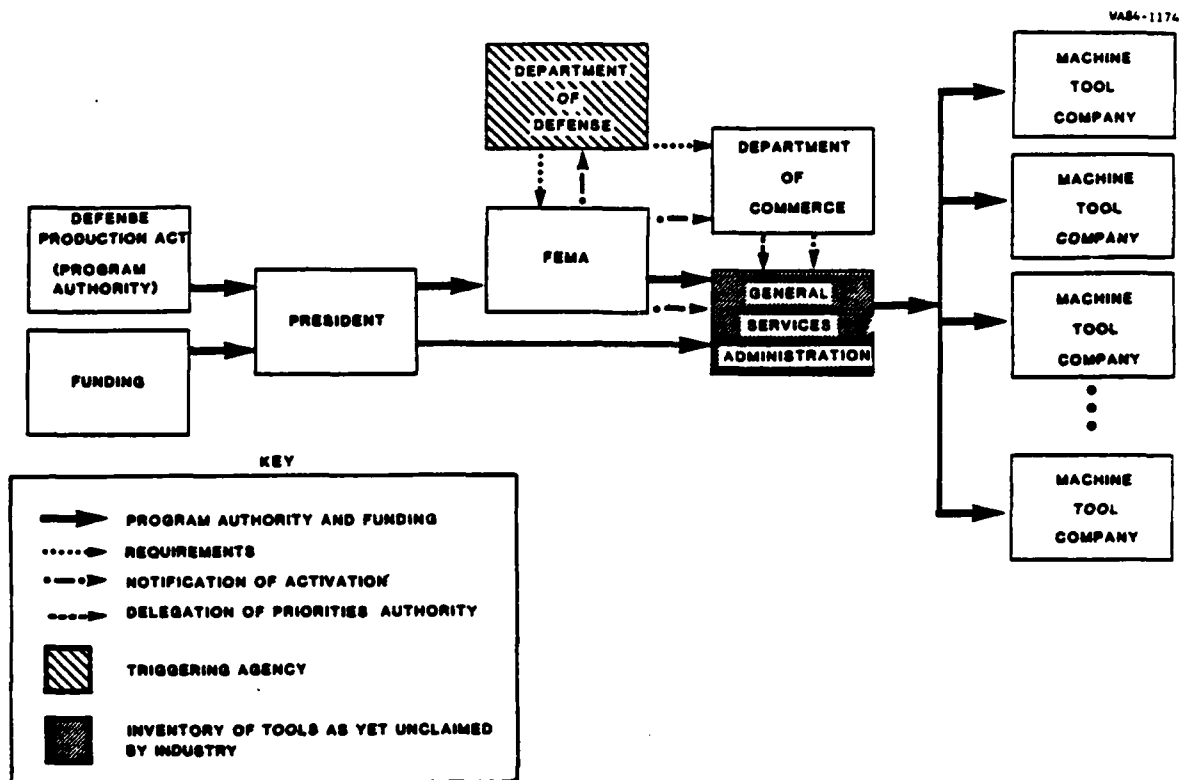 WA84-1174
DEPARTMENT
OF
DEFENSE
DEPARTMENT
OF
COMMERCE
DEFENSE
PRODUCTION ACT
(PROGRAM
AUTHORITY)
FUNDING
PRESIDENT
FEMA
GENERAL
SERVICES
ADMINISTRATION
MACHINE
TOOL
COMPANY
MACHINE
TOOL
COMPANY
MACHINE
TOOL
COMPANY
MACHINE
TOOL
COMPANY
KEY
PROGRAM AUTHORITY AND FUNDING
REQUIREMENTS
NOTIFICATION OF ACTIVATION
DELEGATION OF PRIORITIES AUTHORITY
TRIGGERING AGENCY
INVENTORY OF TOOLS AS YET UNCLAIMED
BY INDUSTRY